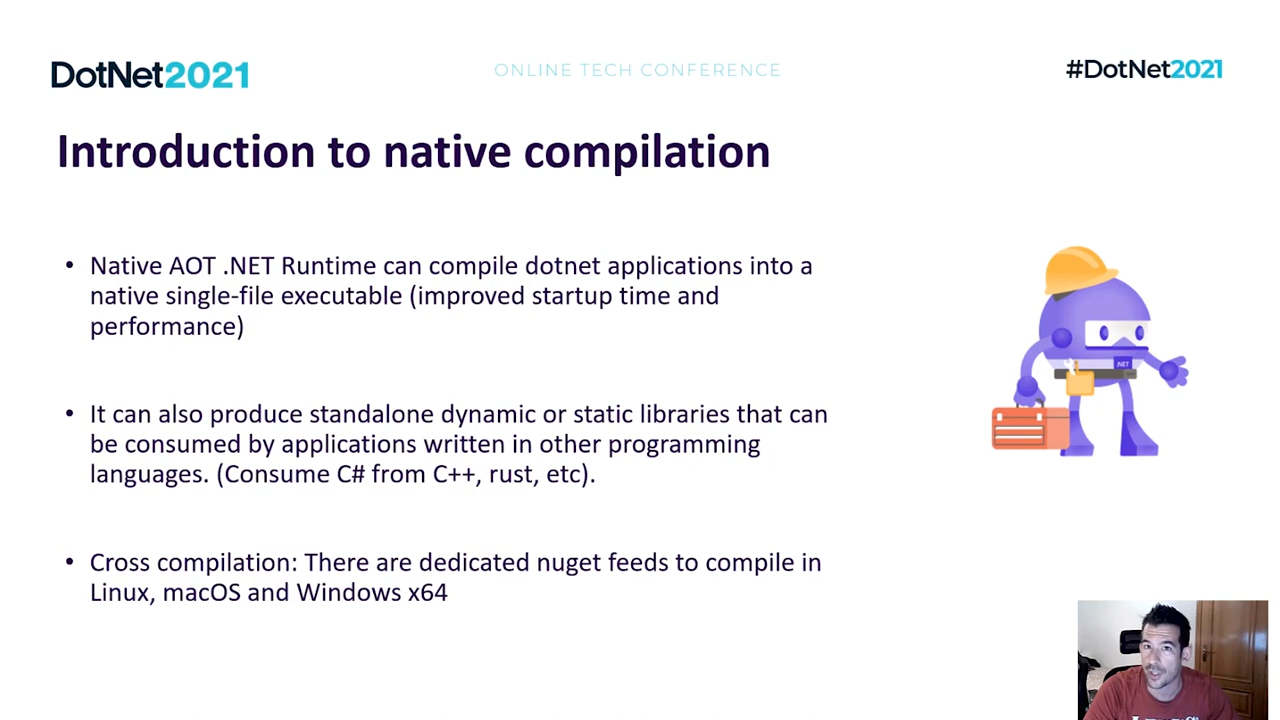 DotNet2021
ONLINE TECH CONFERENCE
#DotNet2021
Introduction to native compilation
• Native AOT .NET Runtime can compile dotnet applications into a
native single-file executable (improved startup time and
performance)
• It can also produce standalone dynamic or static libraries that can
be consumed by applications written in other programming
languages. (Consume C# from C++, rust, etc).
• Cross compilation: There are dedicated nuget feeds to compile in
Linux, macOS and Windows x64
.NET